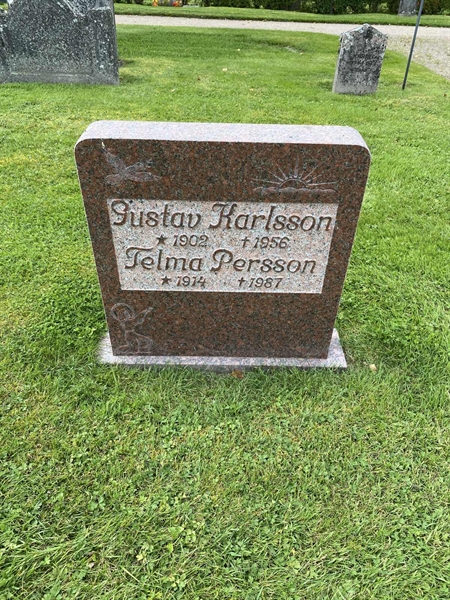 Gustav Karlsson
★ 1902 † 1956
Telma Persson
★ 1914 † 1987